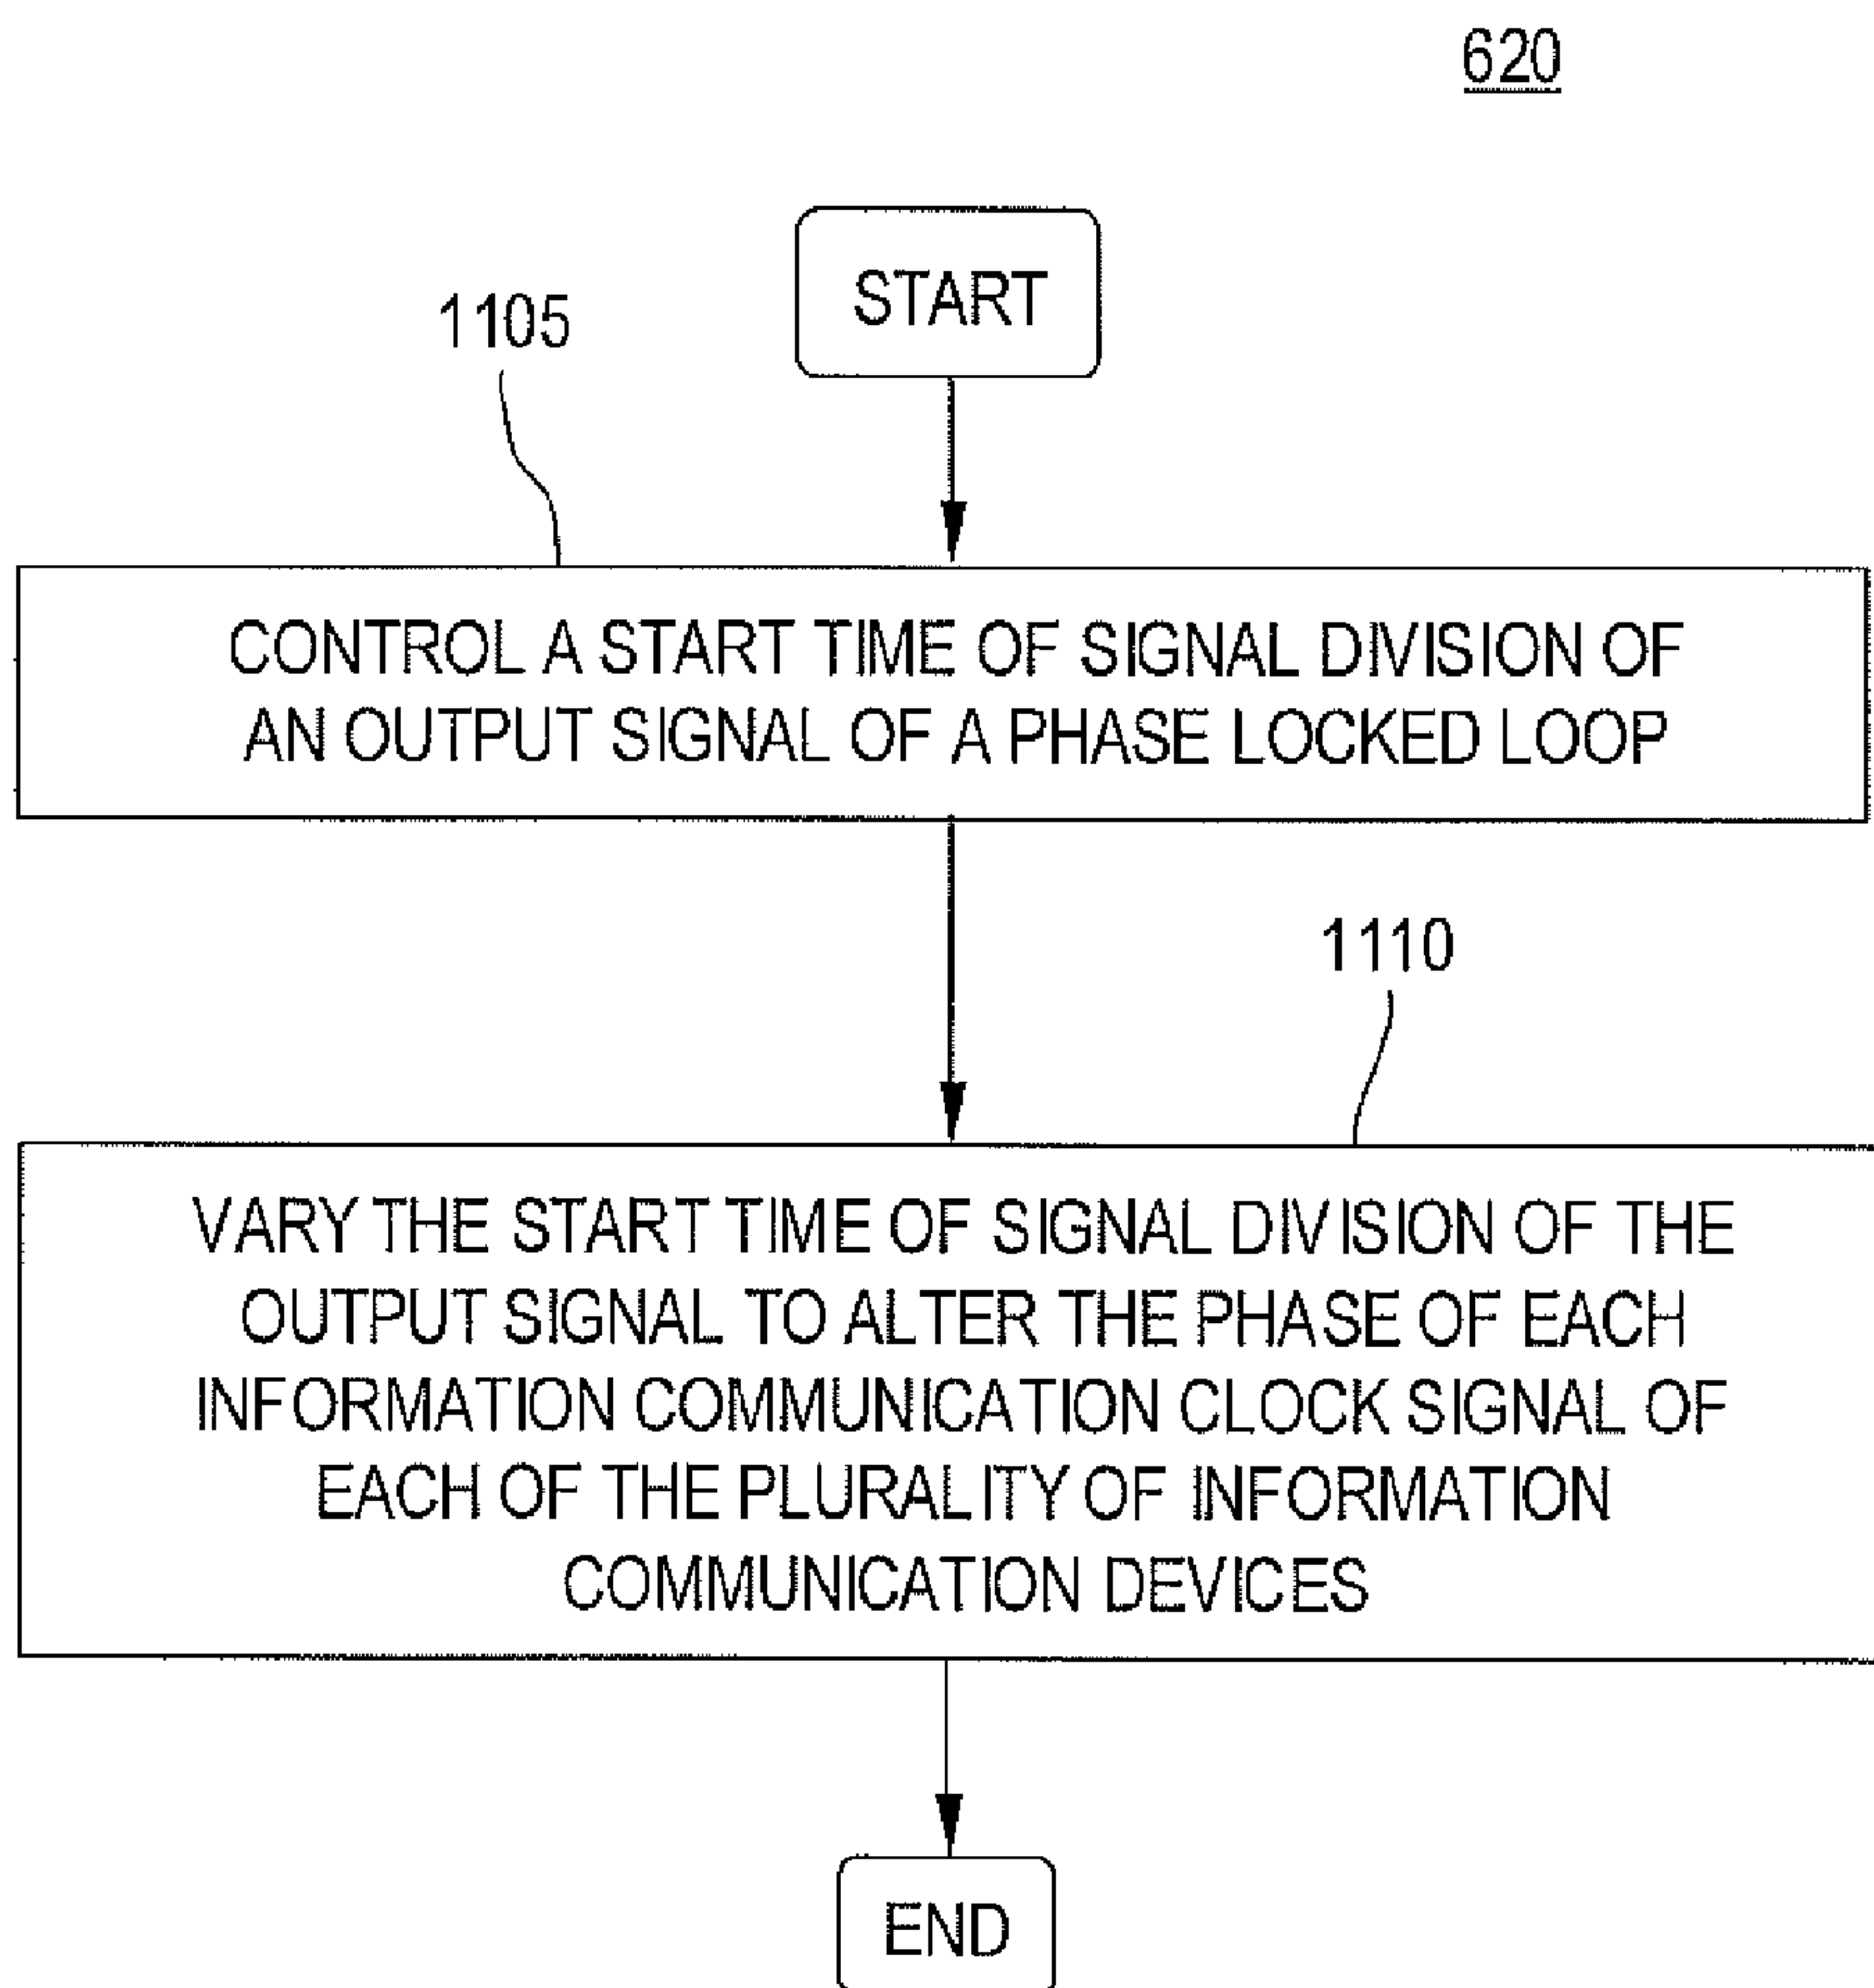 620
START
1105
CONTROL A START TIME OF SIGNAL DIVISION OF
AN OUTPUT SIGNAL OF A PHASE LOCKED LOOP
1110
VARY THE START TIME OF SIGNAL DIVISION OF THE
OUTPUT SIGNAL TO ALTER THE PHASE OF EACH
INFORMATION COMMUNICATION CLOCK SIGNAL OF
EACH OF THE PLURALITY OF INFORMATION
COMMUNICATION DEVICES
END